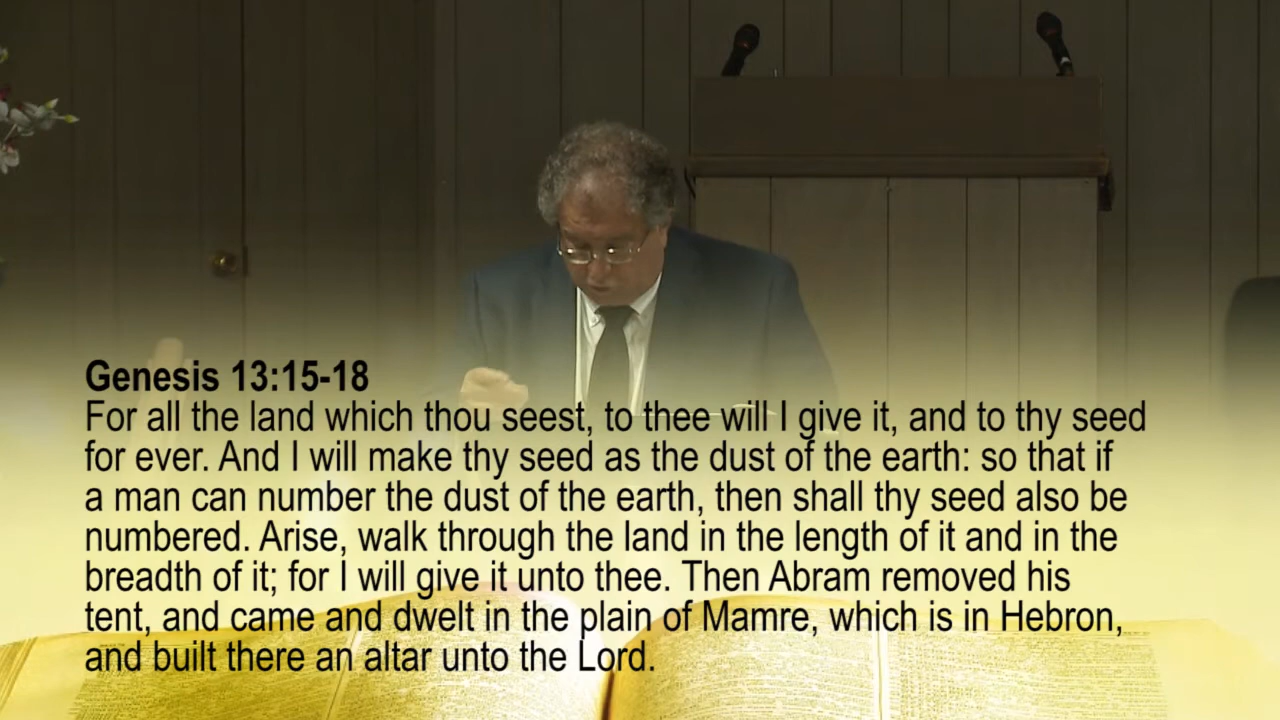 Genesis 13:15-18
For all the land which thou seest, to thee will I give it, and to thy seed
for ever. And I will make thy seed as the dust of the earth: so that if
a man can number the dust of the earth, then shall thy seed also be
numbered. Arise, walk through the land in the length of it and in the
breadth of it; for I will give it unto thee. Then Abram removed his
tent, and came and dwelt in the plain of Mamre, which is in Hebron,
and built there an altar unto the Lord.